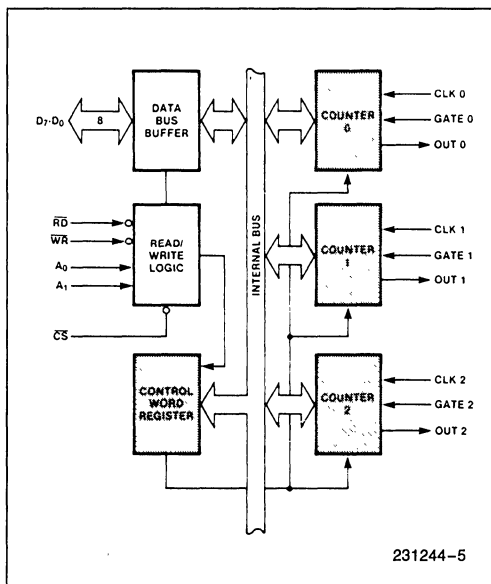 D7-D0
8
DATA
BUS
BUFFER
RD
WR
A0
A1
CS
READ/
WRITE
LOGIC
CONTROL
WORD
REGISTER
INTERNAL BUS
COUNTER
0
CLK 0
GATE 0
OUT 0
COUNTER
1
CLK 1
GATE 1
OUT 1
COUNTER
2
CLK 2
GATE 2
OUT 2
231244-5